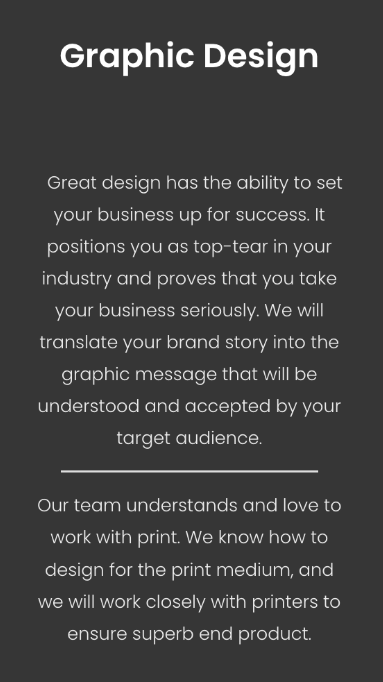 Graphic Design
Great design has the ability to set
your business up for success. It
positions you as top-tear in your
industry and proves that you take
your business seriously. We will
translate your brand story into the
graphic message that will be
understood and accepted by your
target audience.
Our team understands and love to
work with print. We know how to
design for the print medium, and
we will work closely with printers to
ensure superb end product.